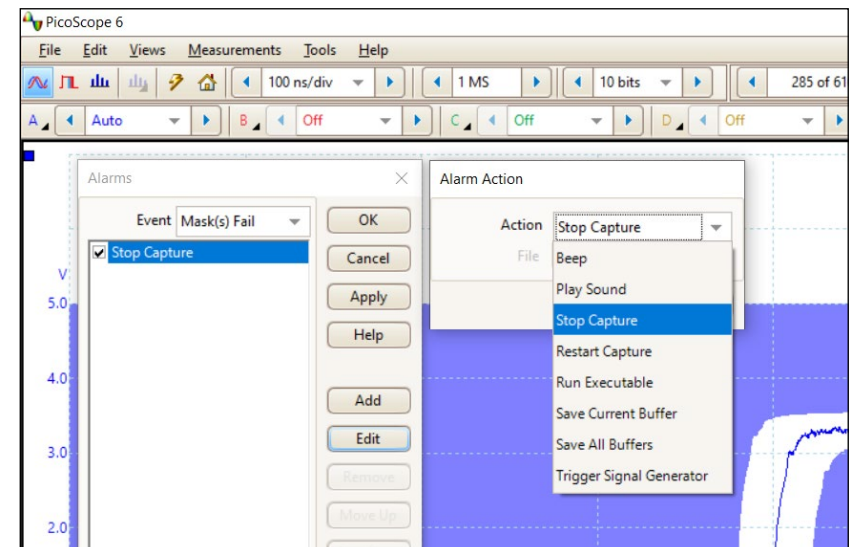 PicoScope 6
File Edit Views Measurements Tools Help
100 ns/div 1 MS 10 bits 285 of 61
A Auto B Off C Off D Off
Alarms
Event Mask(s) Fail
Stop Capture
OK
Cancel
Apply
Help
Add
Edit
Remove
Move Up
Alarm Action
Action Stop Capture
File
Beep
Play Sound
Stop Capture
Restart Capture
Run Executable
Save Current Buffer
Save All Buffers
Trigger Signal Generator
V
5.0
4.0
3.0
2.0